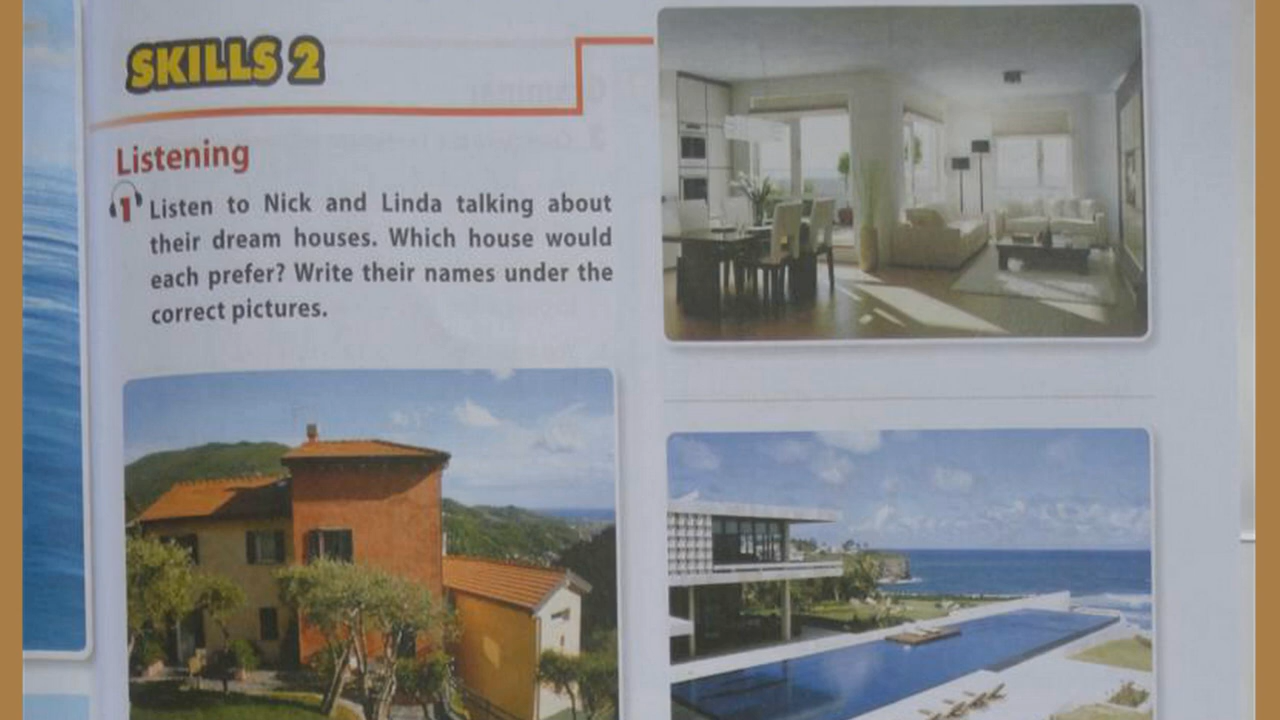 SKILLS 2
Listening
1 Listen to Nick and Linda talking about
their dream houses. Which house would
each prefer? Write their names under the
correct pictures.